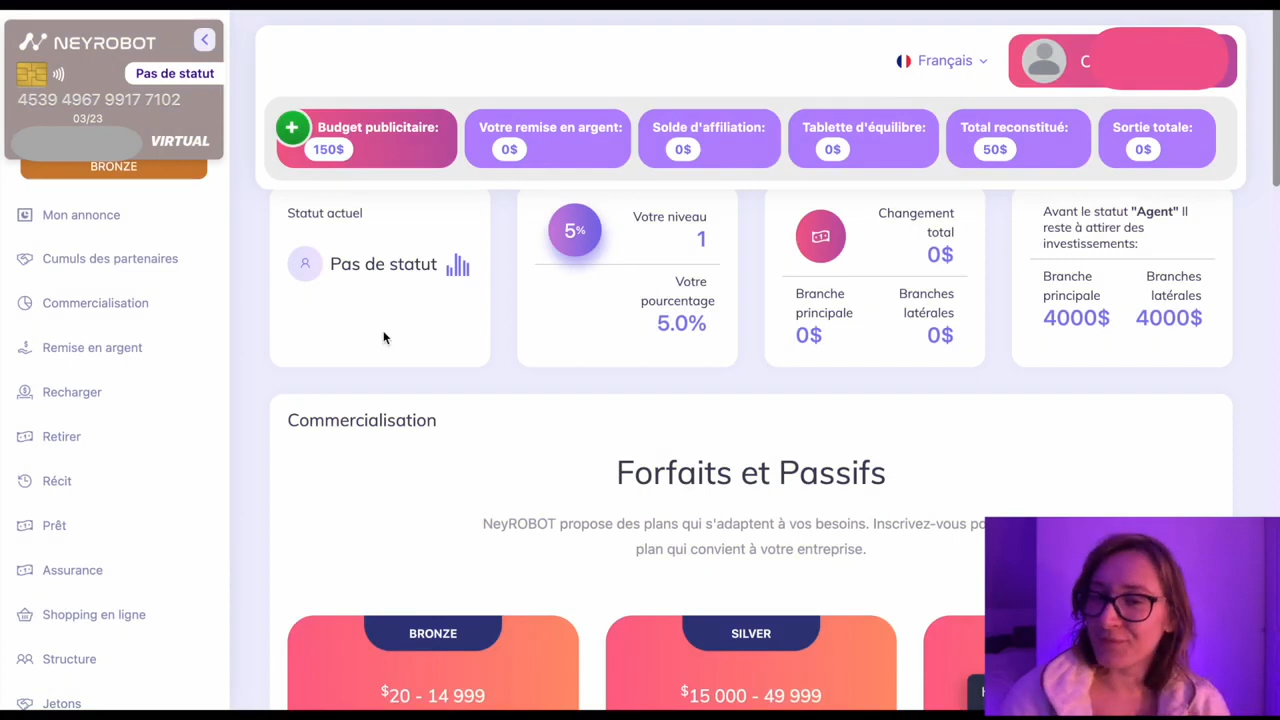 NEYROBOT
Pas de statut
4539 4967 9917 7102
03/23
VIRTUAL
BRONZE
Mon annonce
Cumuls des partenaires
Commercialisation
Remise en argent
Recharger
Retirer
Récit
Prêt
Assurance
Shopping en ligne
Structure
Jetons
Français
C
Budget publicitaire:
150$
Votre remise en argent:
0$
Solde d'affiliation:
0$
Tablette d'équilibre:
0$
Total reconstitué:
50$
Sortie totale:
0$
Statut actuel
Pas de statut
5%
Votre niveau
1
Votre
pourcentage
5.0%
Changement
total
0$
Branche
principale
0$
Branches
latérales
0$
Avant le statut "Agent" Il
reste à attirer des
investissements:
Branche
principale
4000$
Branches
latérales
4000$
Commercialisation
Forfaits et Passifs
NeyROBOT propose des plans qui s'adaptent à vos besoins. Inscrivez-vous
plan qui convient à votre entreprise.
BRONZE
$20 - 14 999
SILVER
$15 000 - 49 999